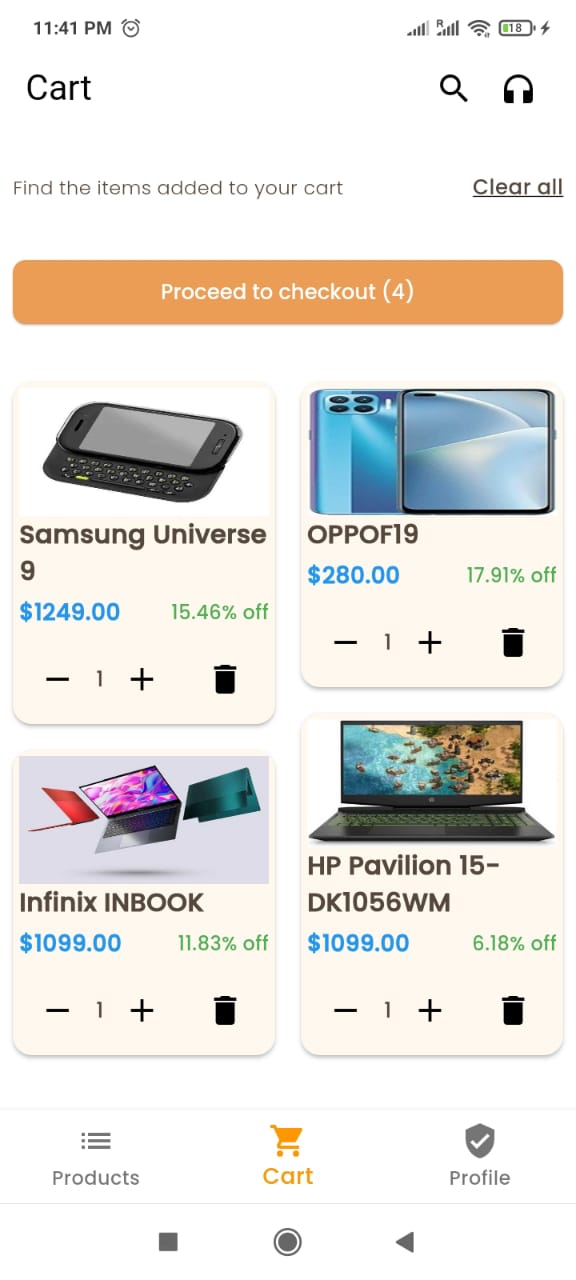 11:41 PM
R
18
Cart
Find the items added to your cart
Clear all
Proceed to checkout (4)
Samsung Universe
9
$1249.00
15.46% off
1
OPPOF19
$280.00
17.91% off
1
Infinix INBOOK
$1099.00
11.83% off
1
HP Pavilion 15-
DK1056WM
$1099.00
6.18% off
1
Products
Cart
Profile